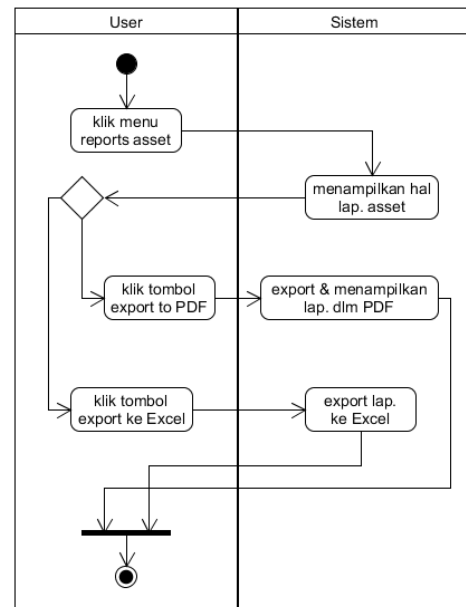 User
Sistem
klik menu
reports asset
menampilkan hal
lap. asset
klik tombol
export to PDF
export & menampilkan
lap. dlm PDF
klik tombol
export ke Excel
export lap.
ke Excel